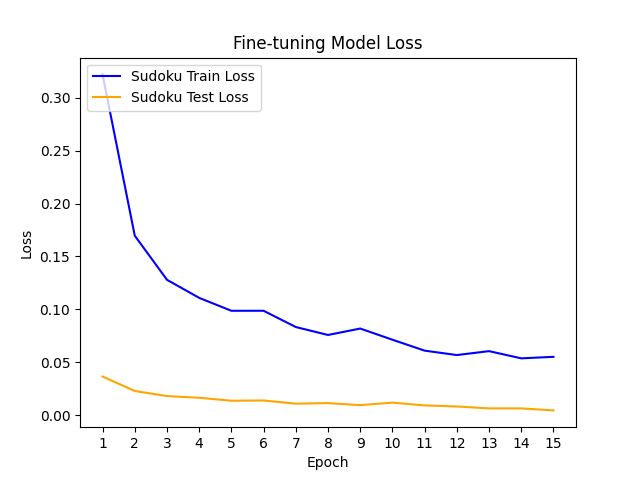 Fine-tuning Model Loss
Sudoku Train Loss
Sudoku Test Loss
0.30
0.25
0.20
0.15
0.10
0.05
0.00
Loss
1 2 3 4 5 6 7 8 9 10 11 12 13 14 15
Epoch